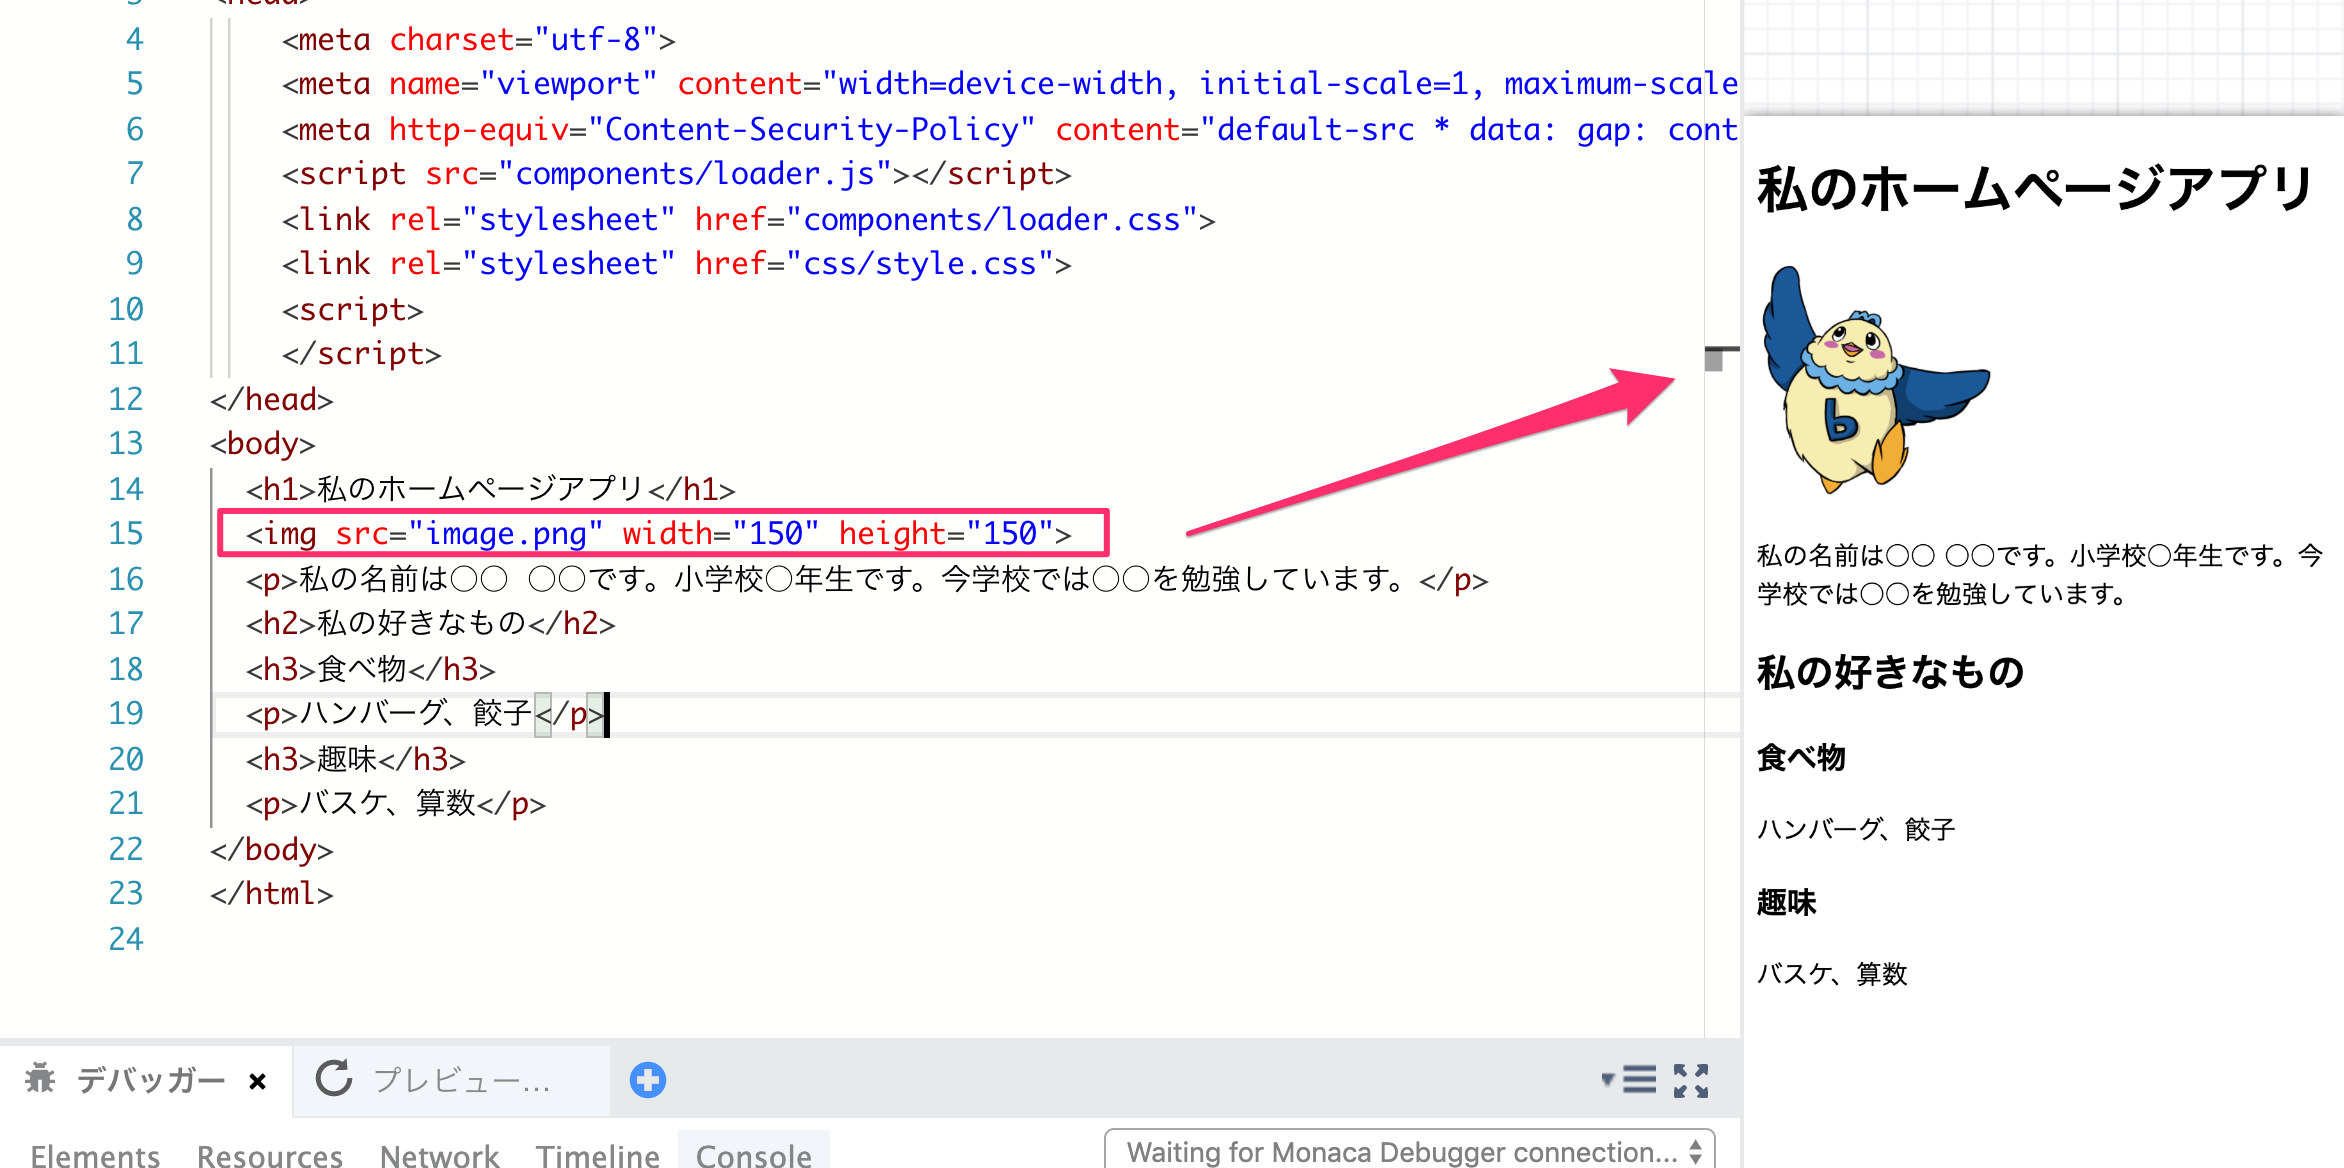 3 <head>
4 <meta charset="utf-8">
5 <meta name="viewport" content="width=device-width, initial-scale=1, maximum-scale
6 <meta http-equiv="Content-Security-Policy" content="default-src * data: gap: cont
7 <script src="components/loader.js"></script>
8 <link rel="stylesheet" href="components/loader.css">
9 <link rel="stylesheet" href="css/style.css">
10 <script>
11 </script>
12 </head>
13 <body>
14 <h1>私のホームページアプリ</h1>
15 <img src="image.png" width="150" height="150">
16 <p>私の名前は○○ ○○です。小学校○年生です。今学校では○○を勉強しています。</p>
17 <h2>私の好きなもの</h2>
18 <h3>食べ物</h3>
19 <p>ハンバーグ、餃子</p>
20 <h3>趣味</h3>
21 <p>バスケ、算数</p>
22 </body>
23 </html>
24
私のホームページアプリ
b
私の名前は○○ ○○です。小学校○年生です。今
学校では○○を勉強しています。
私の好きなもの
食べ物
ハンバーグ、餃子
趣味
バスケ、算数
デバッガー × プレビュー...
Elements Resources Network Timeline Console Waiting for Monaca Debugger connection...